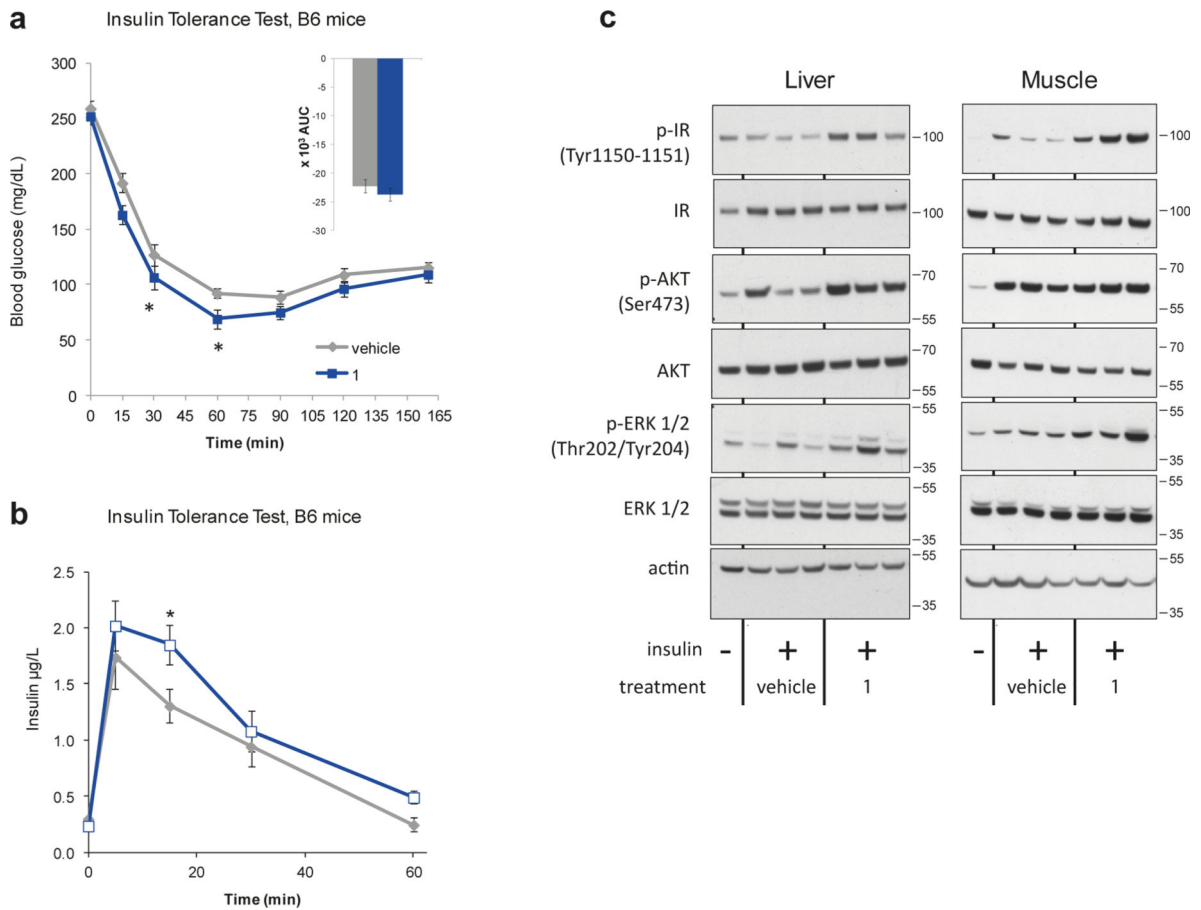 a
Insulin Tolerance Test, B6 mice
300
250
200
150
100
50
0
Blood glucose (mg/dL)
0 15 30 45 60 75 90 105 120 135 150 165
Time (min)
* *
vehicle
1
0
-5
-10
-15
-20
-25
-30
x 10³ AUC
b
Insulin Tolerance Test, B6 mice
2.5
2.0
1.5
1.0
0.5
0.0
Insulin µg/L
*
0 20 40 60
Time (min)
c
Liver Muscle
p-IR
(Tyr1150-1151)
100 100
IR
100 100
p-AKT
(Ser473)
70 70
55 55
AKT
70 70
55 55
p-ERK 1/2
(Thr202/Tyr204)
55 55
35 35
ERK 1/2
55 55
35 35
actin
55 55
35 35
insulin - + + - + +
treatment vehicle 1 vehicle 1